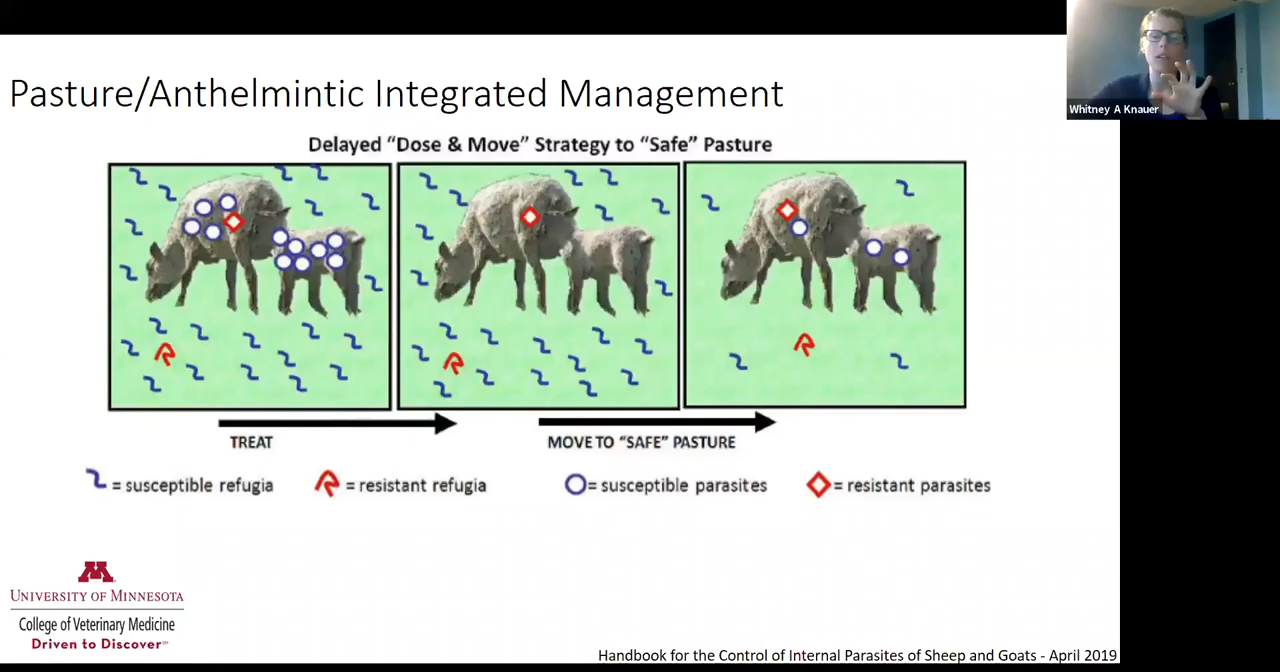 Pasture/Anthelmintic Integrated Management
Whitney A Knauer
Delayed “Dose & Move” Strategy to “Safe” Pasture
TREAT
MOVE TO “SAFE” PASTURE
= susceptible refugia
= resistant refugia
= susceptible parasites
= resistant parasites
M
UNIVERSITY OF MINNESOTA
College of Veterinary Medicine
Driven to Discover℠
Handbook for the Control of Internal Parasites of Sheep and Goats - April 2019